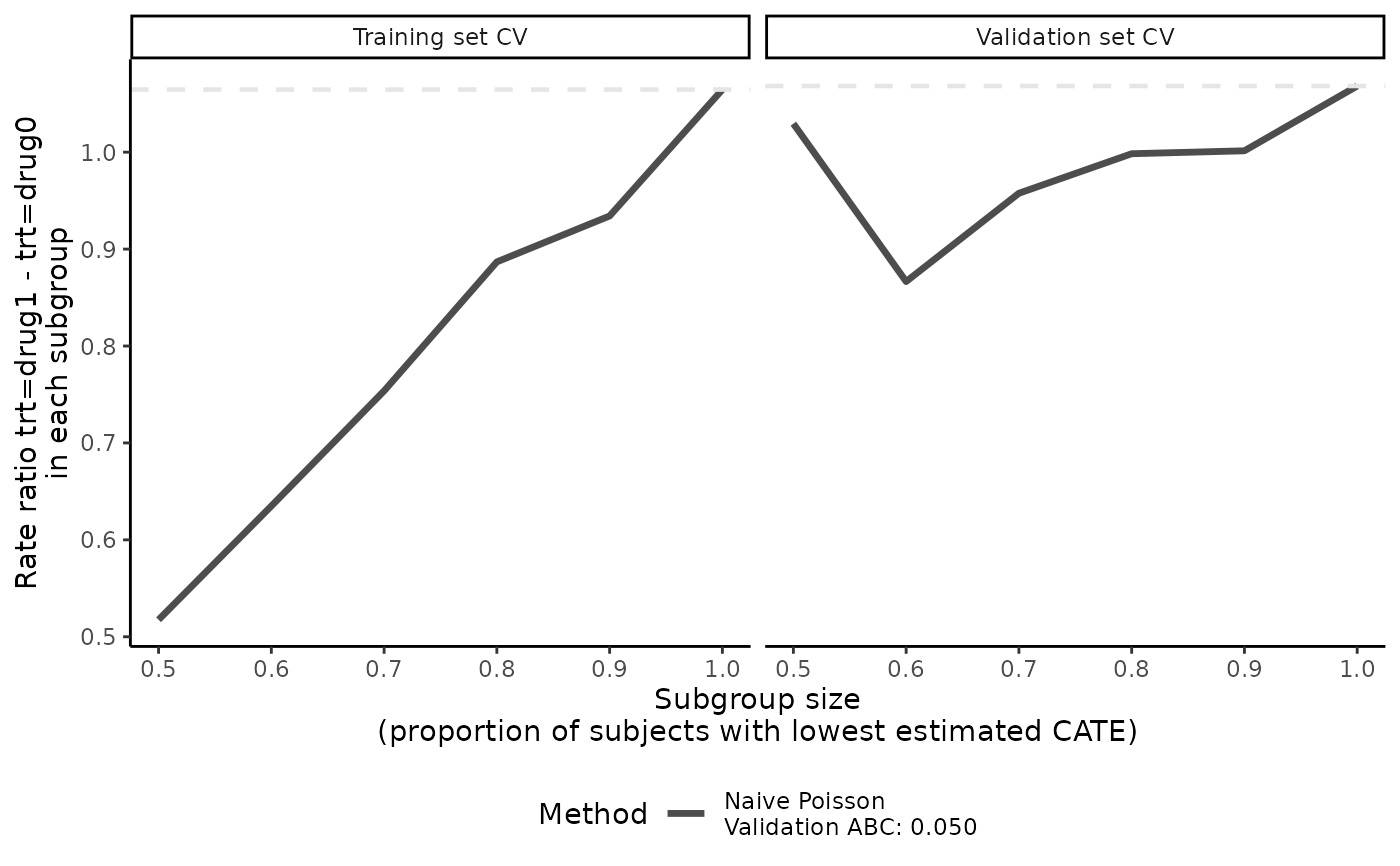 Training set CV
Validation set CV
Rate ratio trt=drug1 - trt=drug0
in each subgroup
1.0
0.9
0.8
0.7
0.6
0.5
0.5 0.6 0.7 0.8 0.9 1.0
0.5 0.6 0.7 0.8 0.9 1.0
Subgroup size
(proportion of subjects with lowest estimated CATE)
Method
Naive Poisson
Validation ABC: 0.050